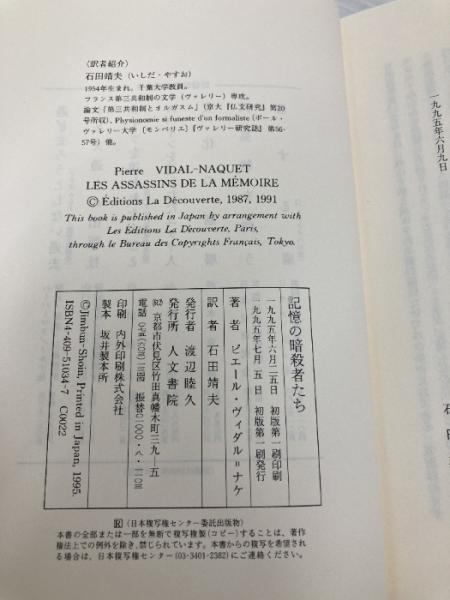 〈訳者紹介〉
石田靖夫(いしだ・やすお)
1954年生まれ。千葉大学教員。
フランス第三共和制の文学(ヴァレリー)専攻。
論文「第三共和制とオルガスム」(京大『仏文研究』第20
号所収)、Physionomie si funeste d'un formaliste (ポール・
ヴァレリー大学〔モンペリエ〕『ヴァレリー研究誌』第56-
57号)他。
Pierre VIDAL-NAQUET
LES ASSASSINS DE LA MÉMOIRE
© Éditions La Découverte, 1987, 1991
This book is published in Japan by arrangement with
Les Éditions La Découverte, Paris,
through le Bureau des Copyrights Français, Tokyo.
記憶の暗殺者たち
一九九五年六月二五日 初版第一刷印刷
一九九五年七月 五日 初版第一刷発行
著 者 ピエール・ヴィダル=ナケ
訳 者 石田靖夫
発行者 渡辺睦久
発行所 人文書院
京都市伏見区竹田真幡木町三九-五
印刷 内外印刷株式会社
製本 坂井製本所
©Jimbun-Shoin, Printed in Japan, 1995.
ISBN4-409-51034-7 C0022
(日本複写権センター委託出版物)
本書の全部または一部を無断で複写複製(コピー)することは、著作
権法上での例外を除き、禁じられています。本書からの複写を希望され
る場合は、日本複写権センター(03-3401-2382)にご連絡ください。
一九九五年六月九日